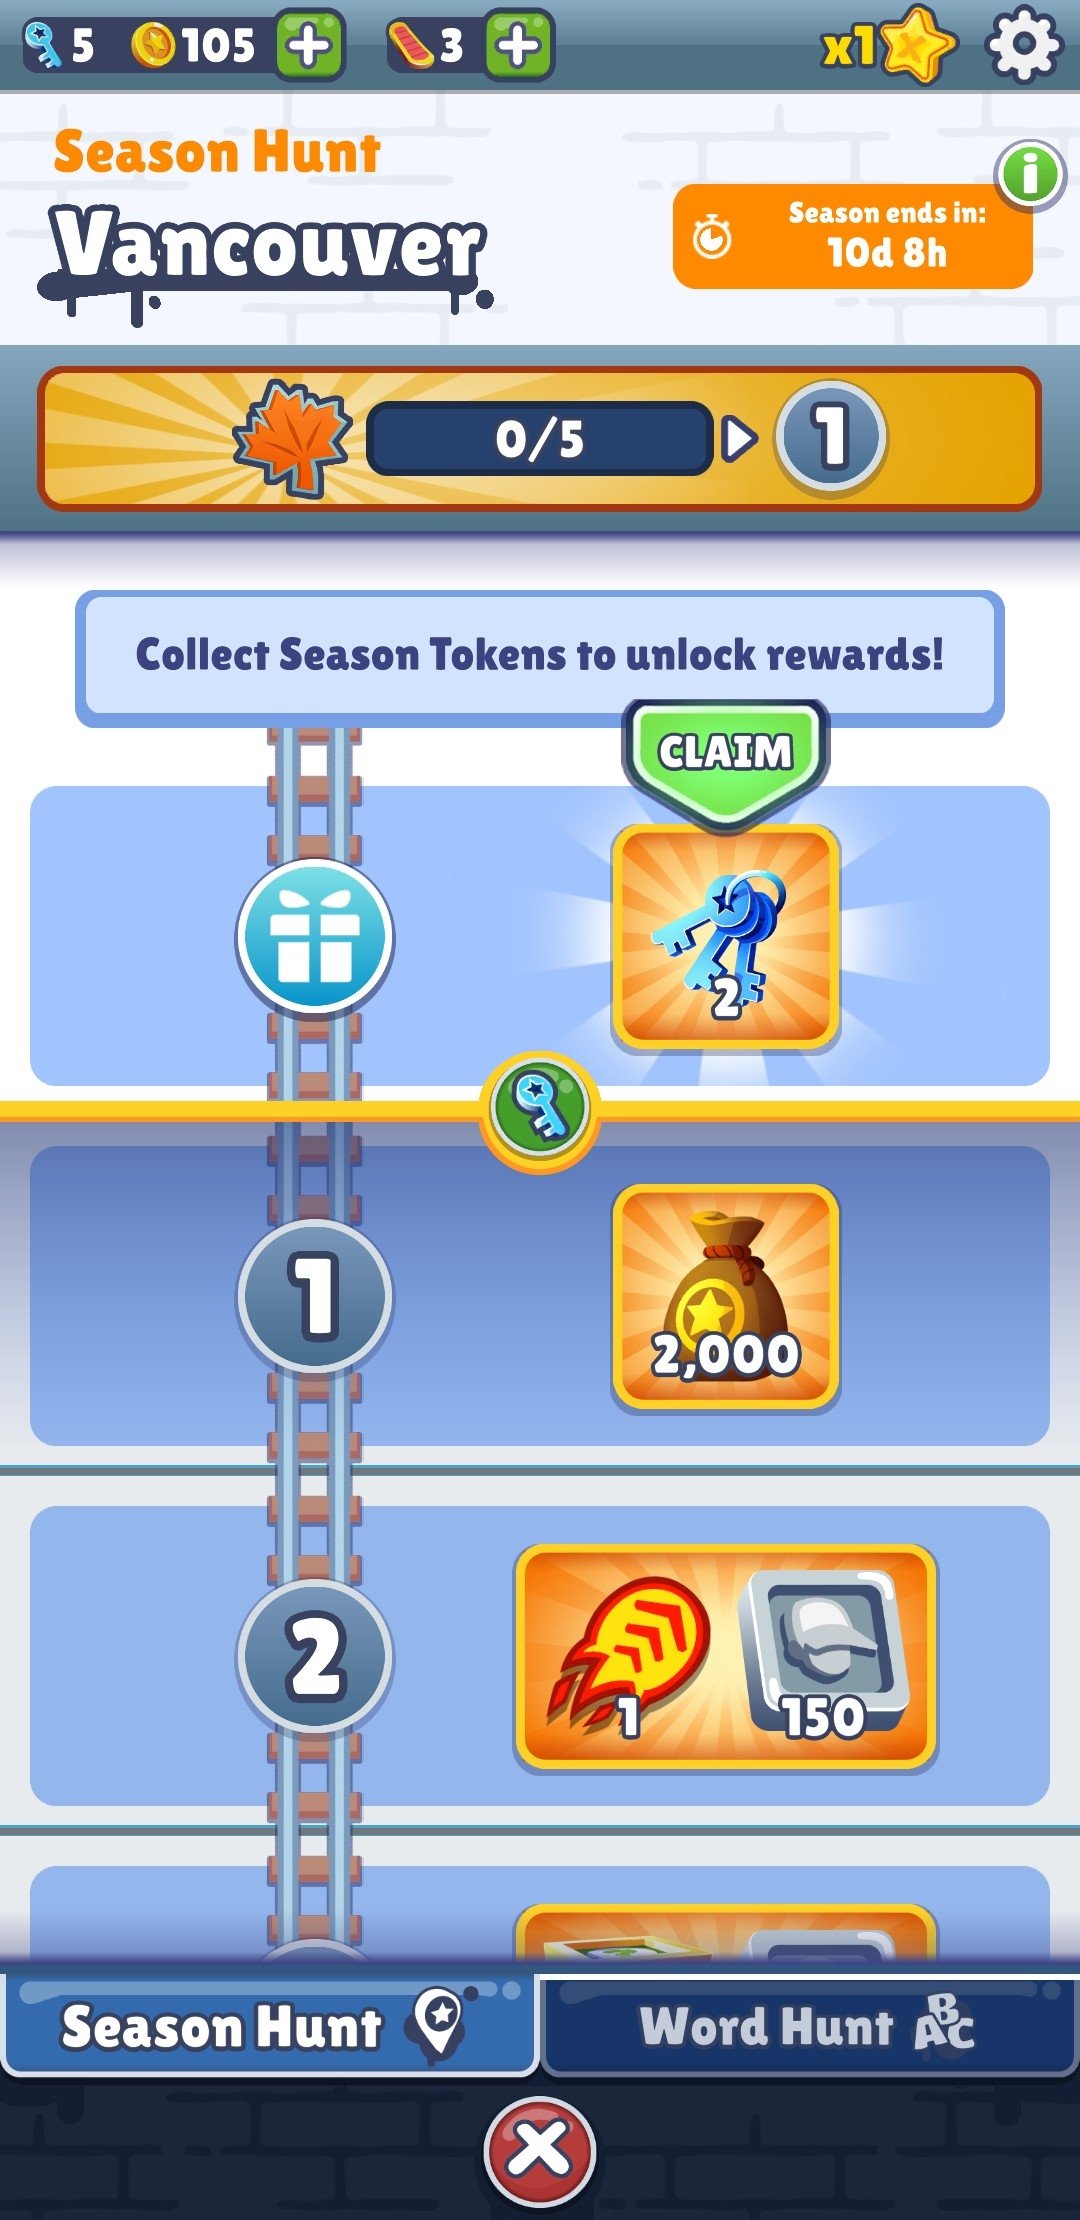 5 105 3 x1
Season Hunt
Vancouver
Season ends in:
10d 8h
0/5 1
Collect Season Tokens to unlock rewards!
CLAIM
2
1
2,000
2
1 150
Season Hunt
Word Hunt ABC